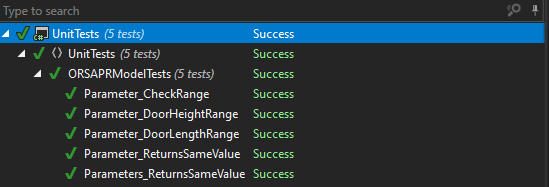 Type to search
UnitTests (5 tests) Success
UnitTests (5 tests) Success
ORSAPRModelTests (5 tests) Success
Parameter_CheckRange Success
Parameter_DoorHeightRange Success
Parameter_DoorLengthRange Success
Parameter_ReturnsSameValue Success
Parameters_ReturnsSameValue Success